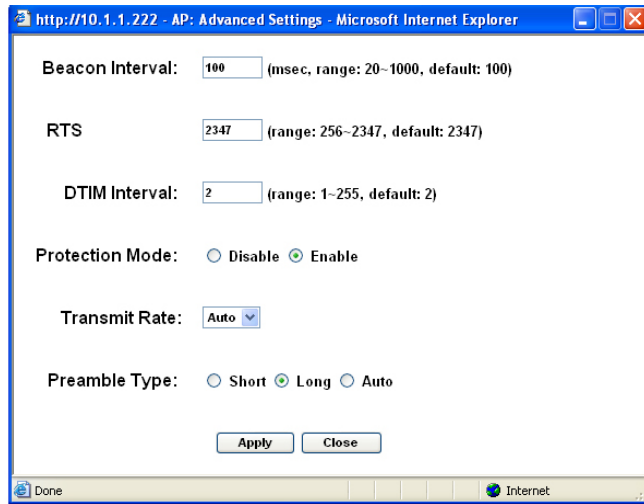 http://10.1.1.222 - AP: Advanced Settings - Microsoft Internet Explorer
Beacon Interval: 100 (msec, range: 20~1000, default: 100)
RTS 2347 (range: 256~2347, default: 2347)
DTIM Interval: 2 (range: 1~255, default: 2)
Protection Mode: Disable Enable
Transmit Rate: Auto
Preamble Type: Short Long Auto
Apply Close
Done Internet